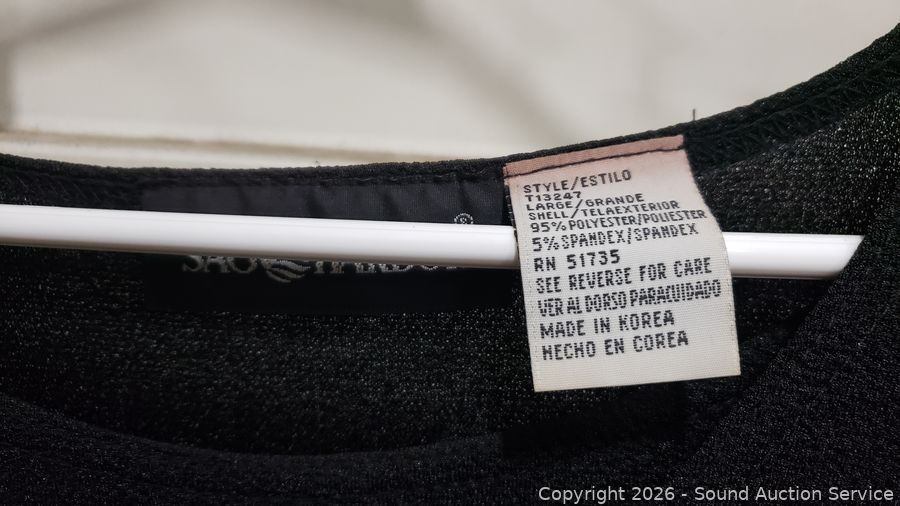 STYLE/ESTILO
T13247
LARGE/GRANDE
SHELL/TELAEXTERIOR
95% POLYESTER/POLIESTER
5% SPANDEX/SPANDEX
RN 51735
SEE REVERSE FOR CARE
VER AL DORSO PARACUIDADO
MADE IN KOREA
HECHO EN COREA
Copyright © 2026 - Sound Auction Service